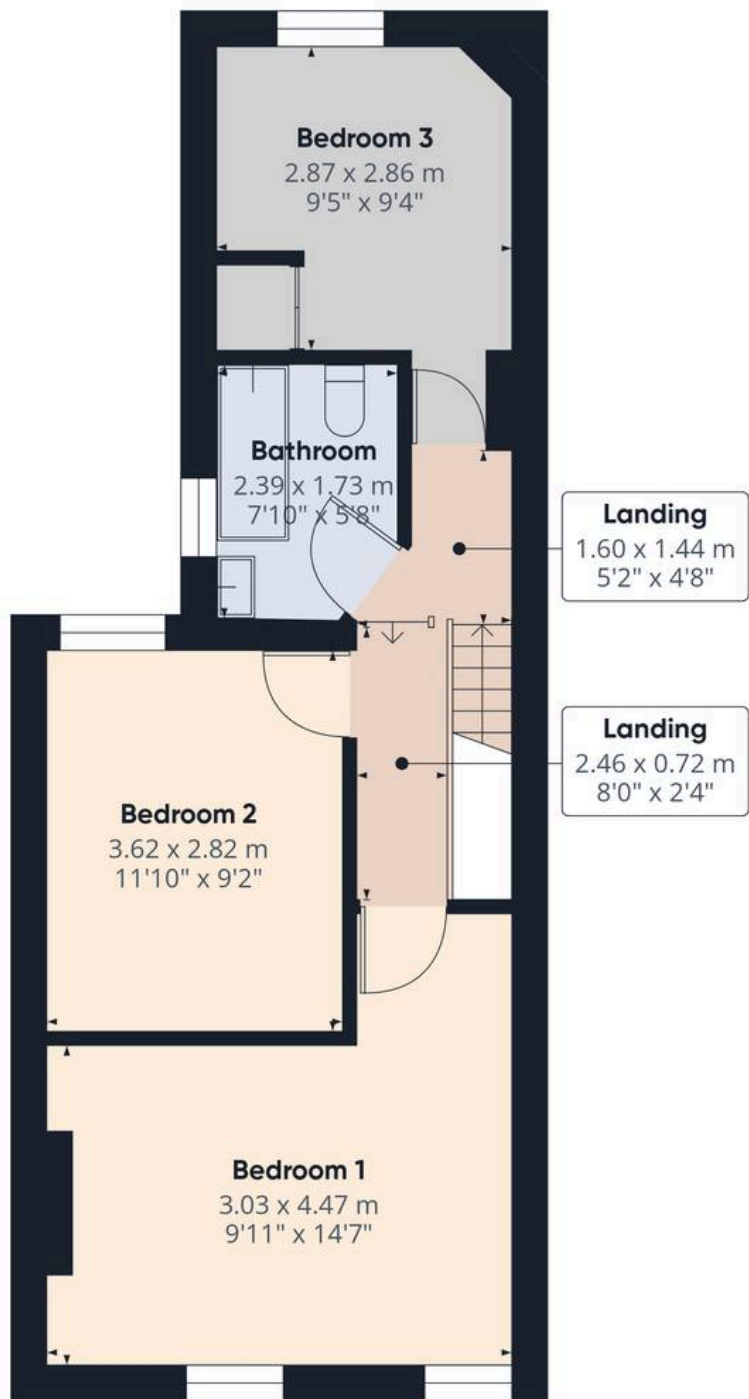 Bedroom 3
2.87 x 2.86 m
9'5" x 9'4"
Bathroom
2.39 x 1.73 m
7'10" x 5'8"
Landing
1.60 x 1.44 m
5'2" x 4'8"
Landing
2.46 x 0.72 m
8'0" x 2'4"
Bedroom 2
3.62 x 2.82 m
11'10" x 9'2"
Bedroom 1
3.03 x 4.47 m
9'11" x 14'7"